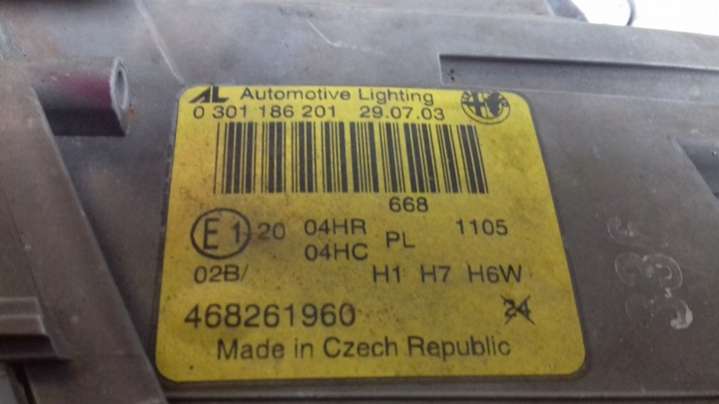 AL Automotive Lighting
0 301 186 201 29.07.03
668
E1 20 04HR PL 1105
04HC
02B/ H1 H7 H6W
468261960 24
Made in Czech Republic